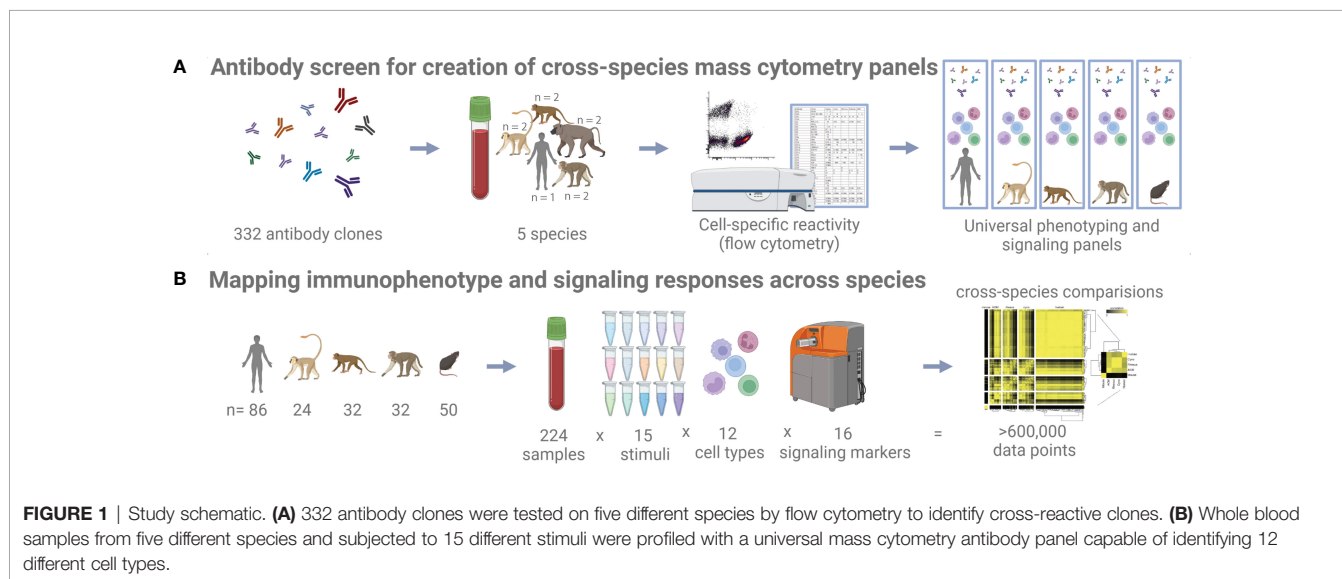 A Antibody screen for creation of cross-species mass cytometry panels
n = 2
n = 2
n = 2
n = 1
n = 2
332 antibody clones
5 species
Cell-specific reactivity
(flow cytometry)
Universal phenotyping and
signaling panels
B Mapping immunophenotype and signaling responses across species
cross-species comparisions
n= 86 24 32 32 50
224 x 15 x 12 x 16 = >600,000
samples stimuli cell types signaling markers data points
FIGURE 1 | Study schematic. (A) 332 antibody clones were tested on five different species by flow cytometry to identify cross-reactive clones. (B) Whole blood
samples from five different species and subjected to 15 different stimuli were profiled with a universal mass cytometry antibody panel capable of identifying 12
different cell types.